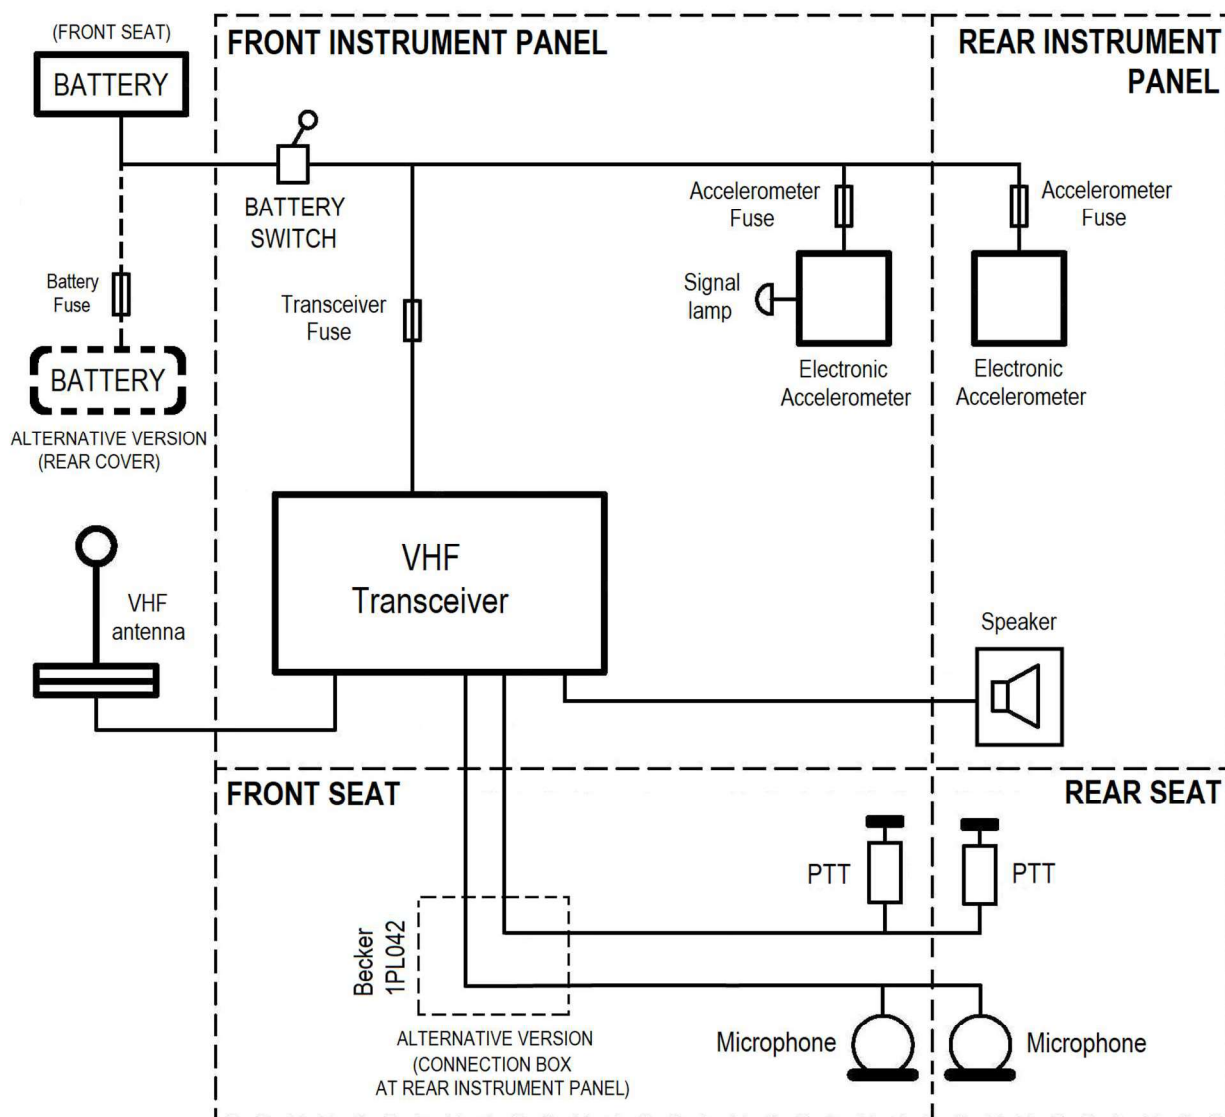 (FRONT SEAT)
BATTERY
FRONT INSTRUMENT PANEL
REAR INSTRUMENT
PANEL
BATTERY
SWITCH
Accelerometer
Fuse
Accelerometer
Fuse
Battery
Fuse
Transceiver
Fuse
Signal
lamp
BATTERY
ALTERNATIVE VERSION
(REAR COVER)
Electronic
Accelerometer
Electronic
Accelerometer
VHF
Transceiver
VHF
antenna
Speaker
FRONT SEAT
REAR SEAT
PTT
PTT
Becker
1PL042
ALTERNATIVE VERSION
(CONNECTION BOX
AT REAR INSTRUMENT PANEL)
Microphone
Microphone